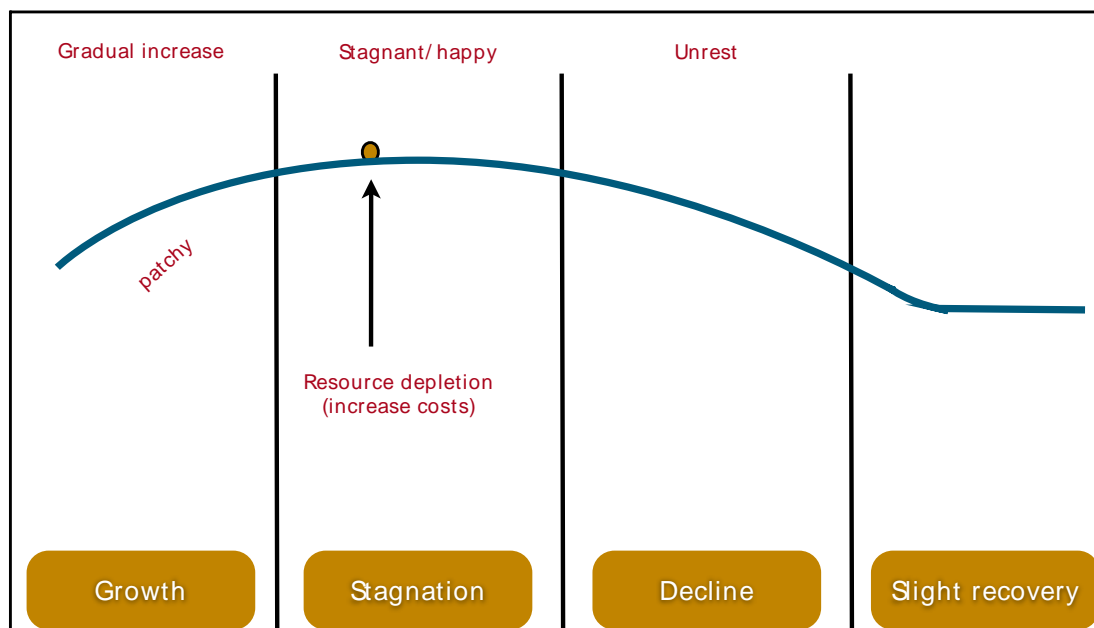 Gradual increase
Stagnant/happy
Unrest
patchy
Resource depletion
(increase costs)
Growth
Stagnation
Decline
Slight recovery